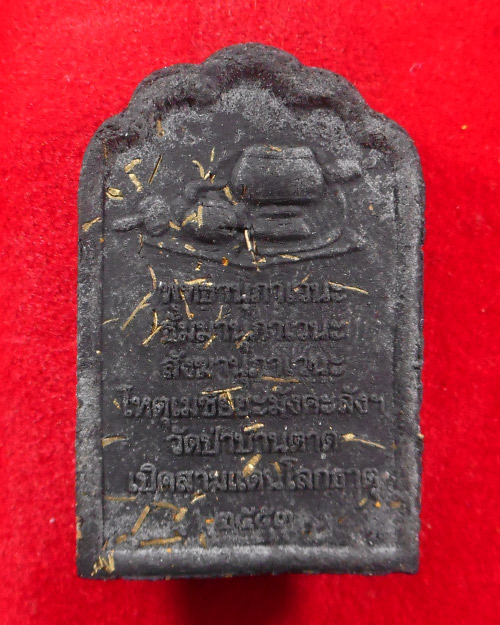 พุทธานุภาเวนะ
ธัมมานุภาเวนะ
สังฆานุภาเวนะ
โหตุเมชัยยะมังคะลังฯ
วัดป่าบ้านตาด
เปิดสามแดนโลกธาตุ
๒๕๕๓